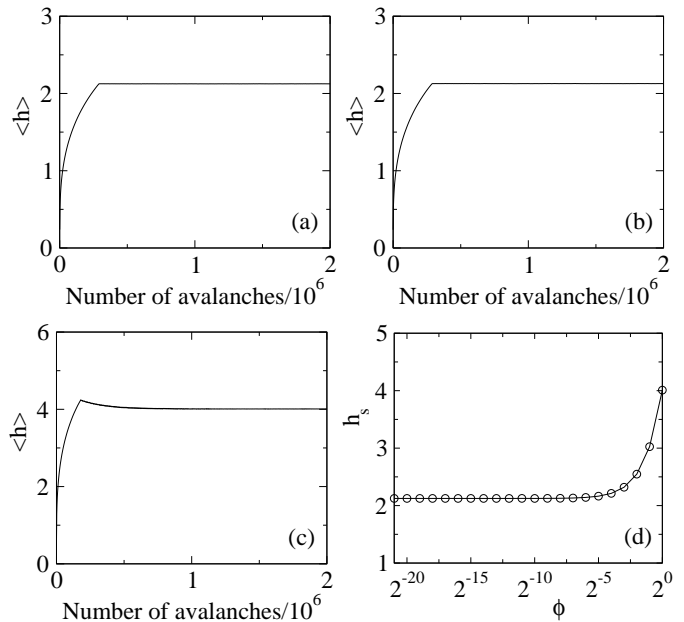 3
2
1
0
<h>
0
1
2
Number of avalanches/10^6
(a)
3
2
1
0
<h>
0
1
2
Number of avalanches/10^6
(b)
6
4
2
0
<h>
0
1
2
Number of avalanches/10^6
(c)
5
4
3
2
1
h_s
2^-20
2^-15
2^-10
2^-5
2^0
ϕ
(d)